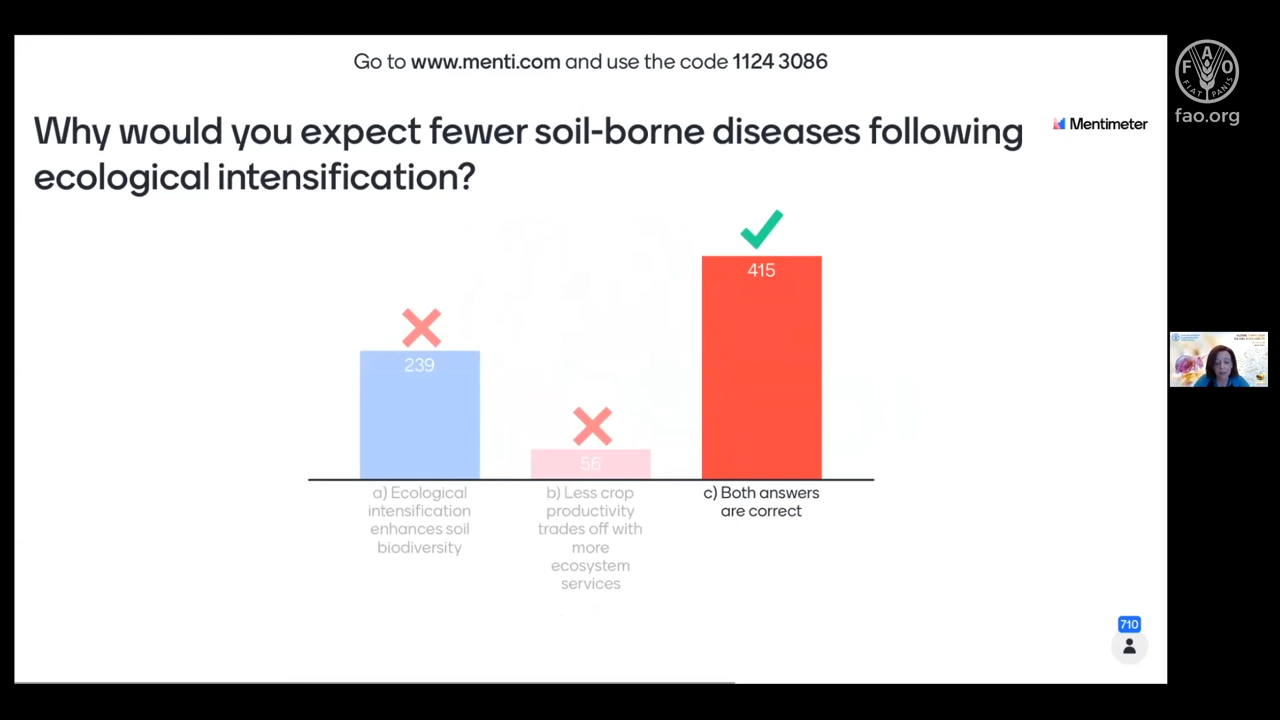 Go to www.menti.com and use the code 1124 3086
Why would you expect fewer soil-borne diseases following
ecological intensification?
Mentimeter
F A O
FIAT PANIS
fao.org
415
239
56
a) Ecological
intensification
enhances soil
biodiversity
b) Less crop
productivity
trades off with
more
ecosystem
services
c) Both answers
are correct
710